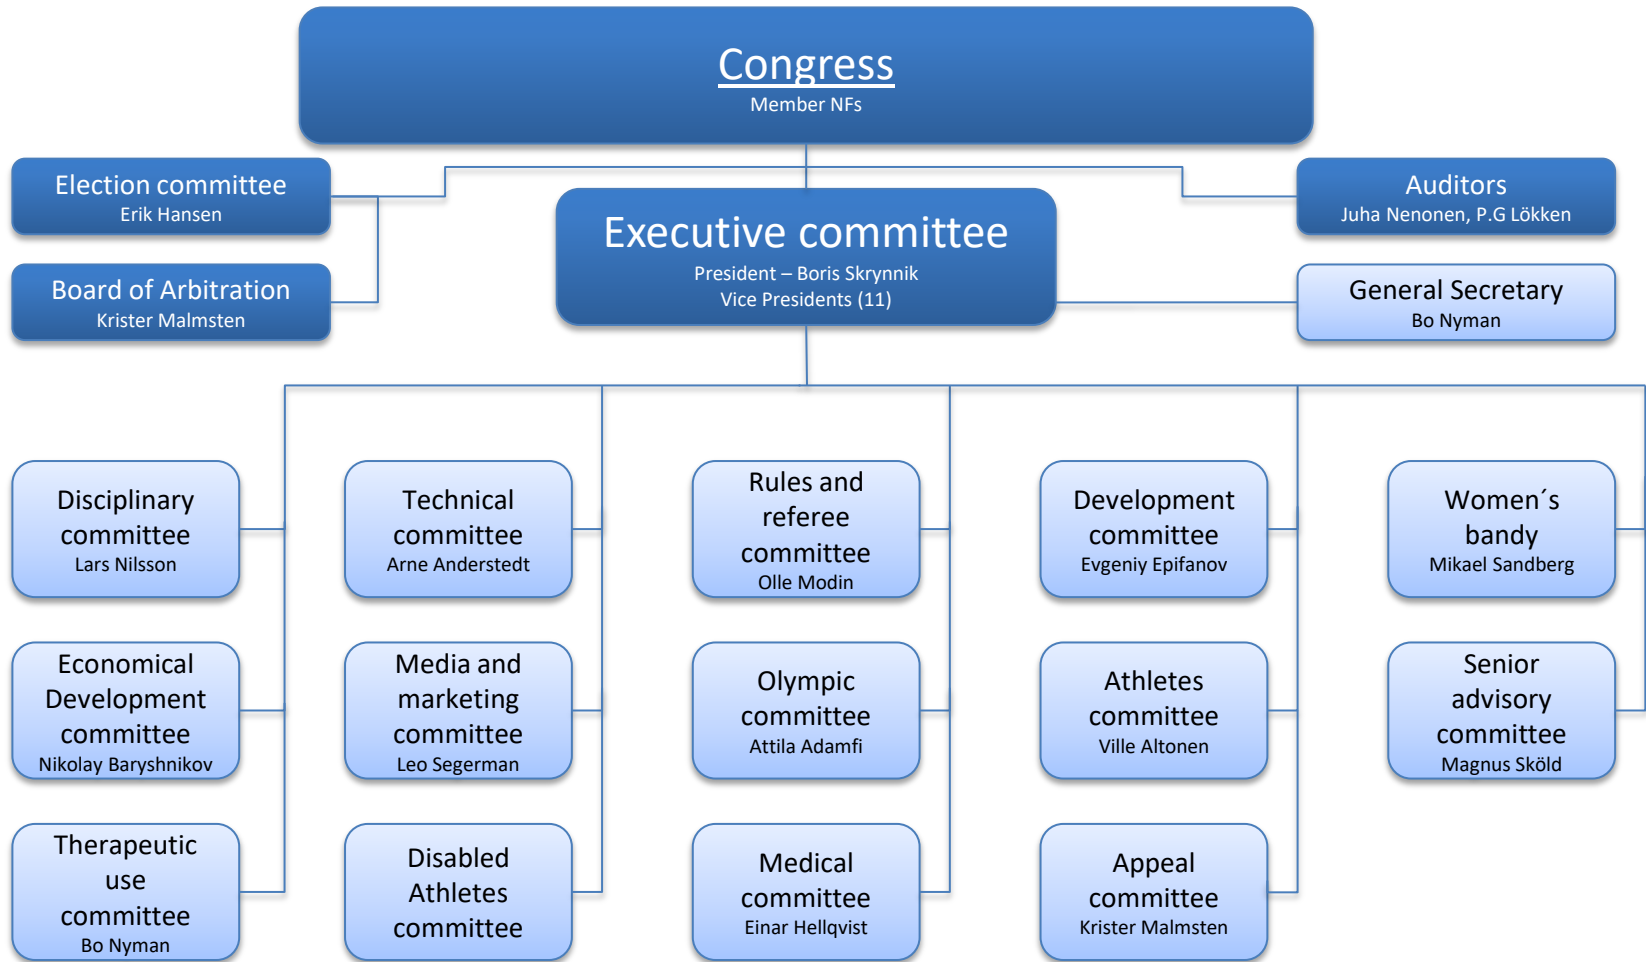 Congress
Member NFs
Election committee
Erik Hansen
Auditors
Juha Nenonen, P.G Lökken
Executive committee
President – Boris Skrynnik
Vice Presidents (11)
Board of Arbitration
Krister Malmsten
General Secretary
Bo Nyman
Disciplinary
committee
Lars Nilsson
Technical
committee
Arne Anderstedt
Rules and
referee
committee
Olle Modin
Development
committee
Evgeniy Epifanov
Women´s
bandy
Mikael Sandberg
Economical
Development
committee
Nikolay Baryshnikov
Media and
marketing
committee
Leo Segerman
Olympic
committee
Attila Adamfi
Athletes
committee
Ville Altonen
Senior
advisory
committee
Magnus Sköld
Therapeutic
use
committee
Bo Nyman
Disabled
Athletes
committee
Medical
committee
Einar Hellqvist
Appeal
committee
Krister Malmsten